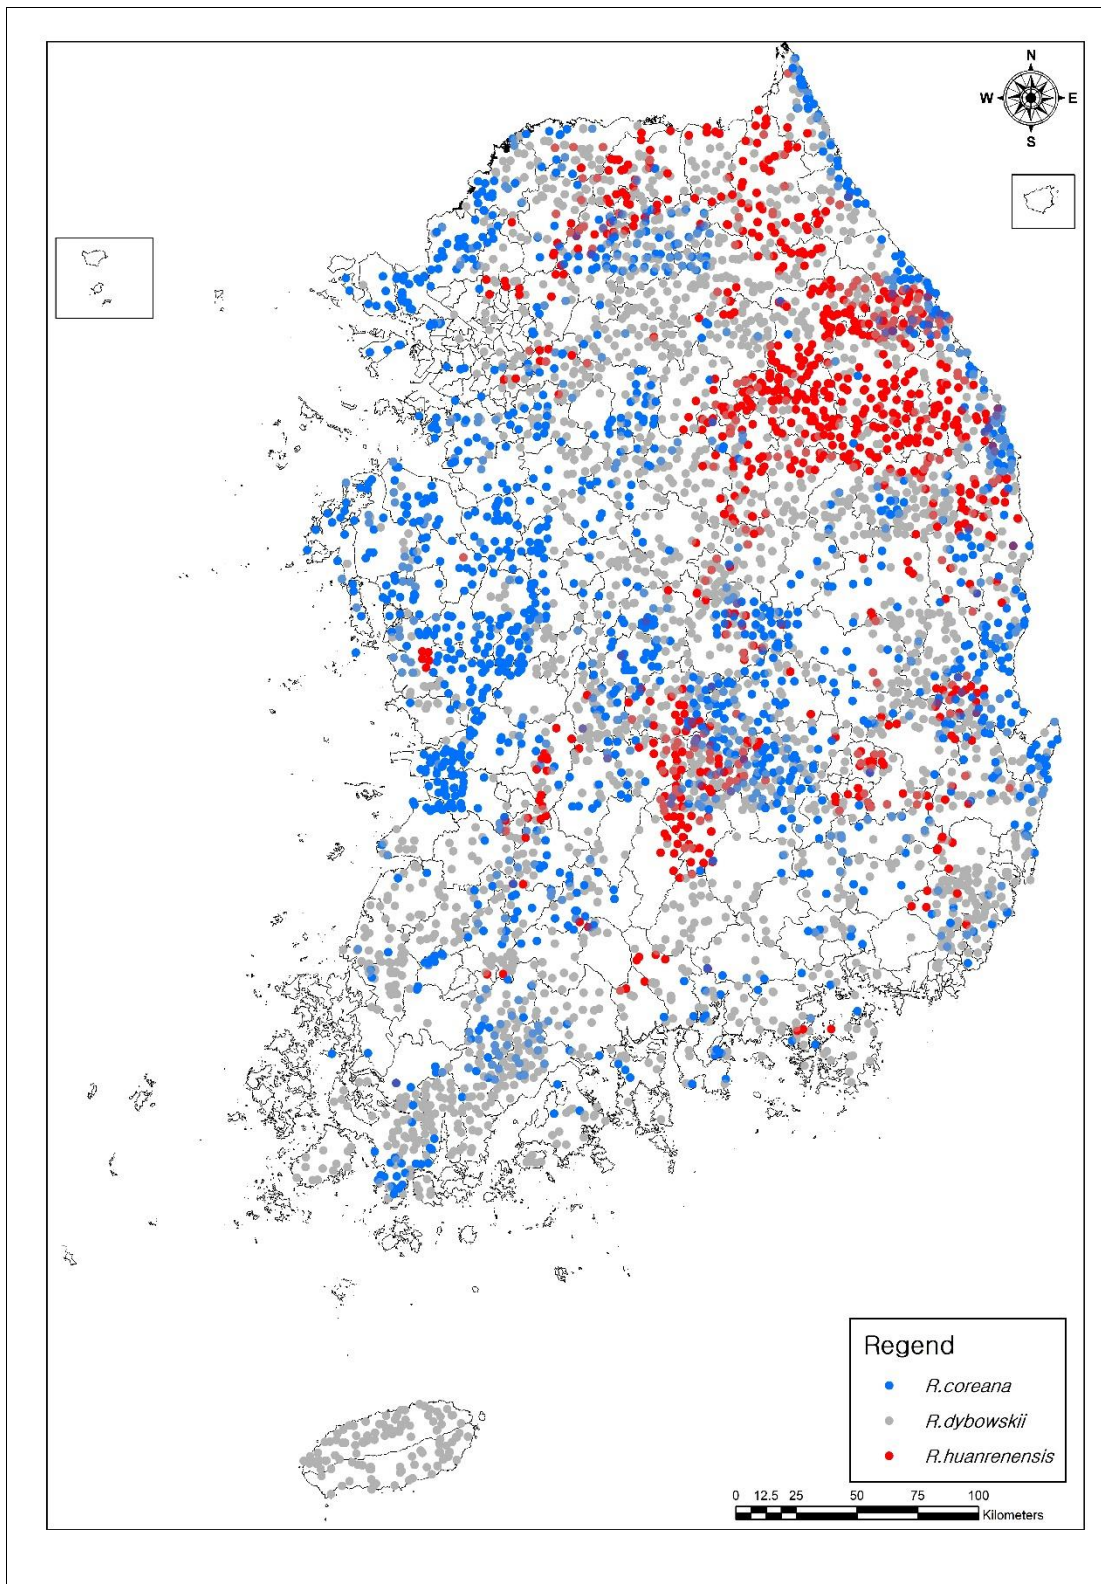 N
W E
S
Regend
R.coreana
R.dybowskii
R.huanrenensis
0 12.5 25 50 75 100
Kilometers